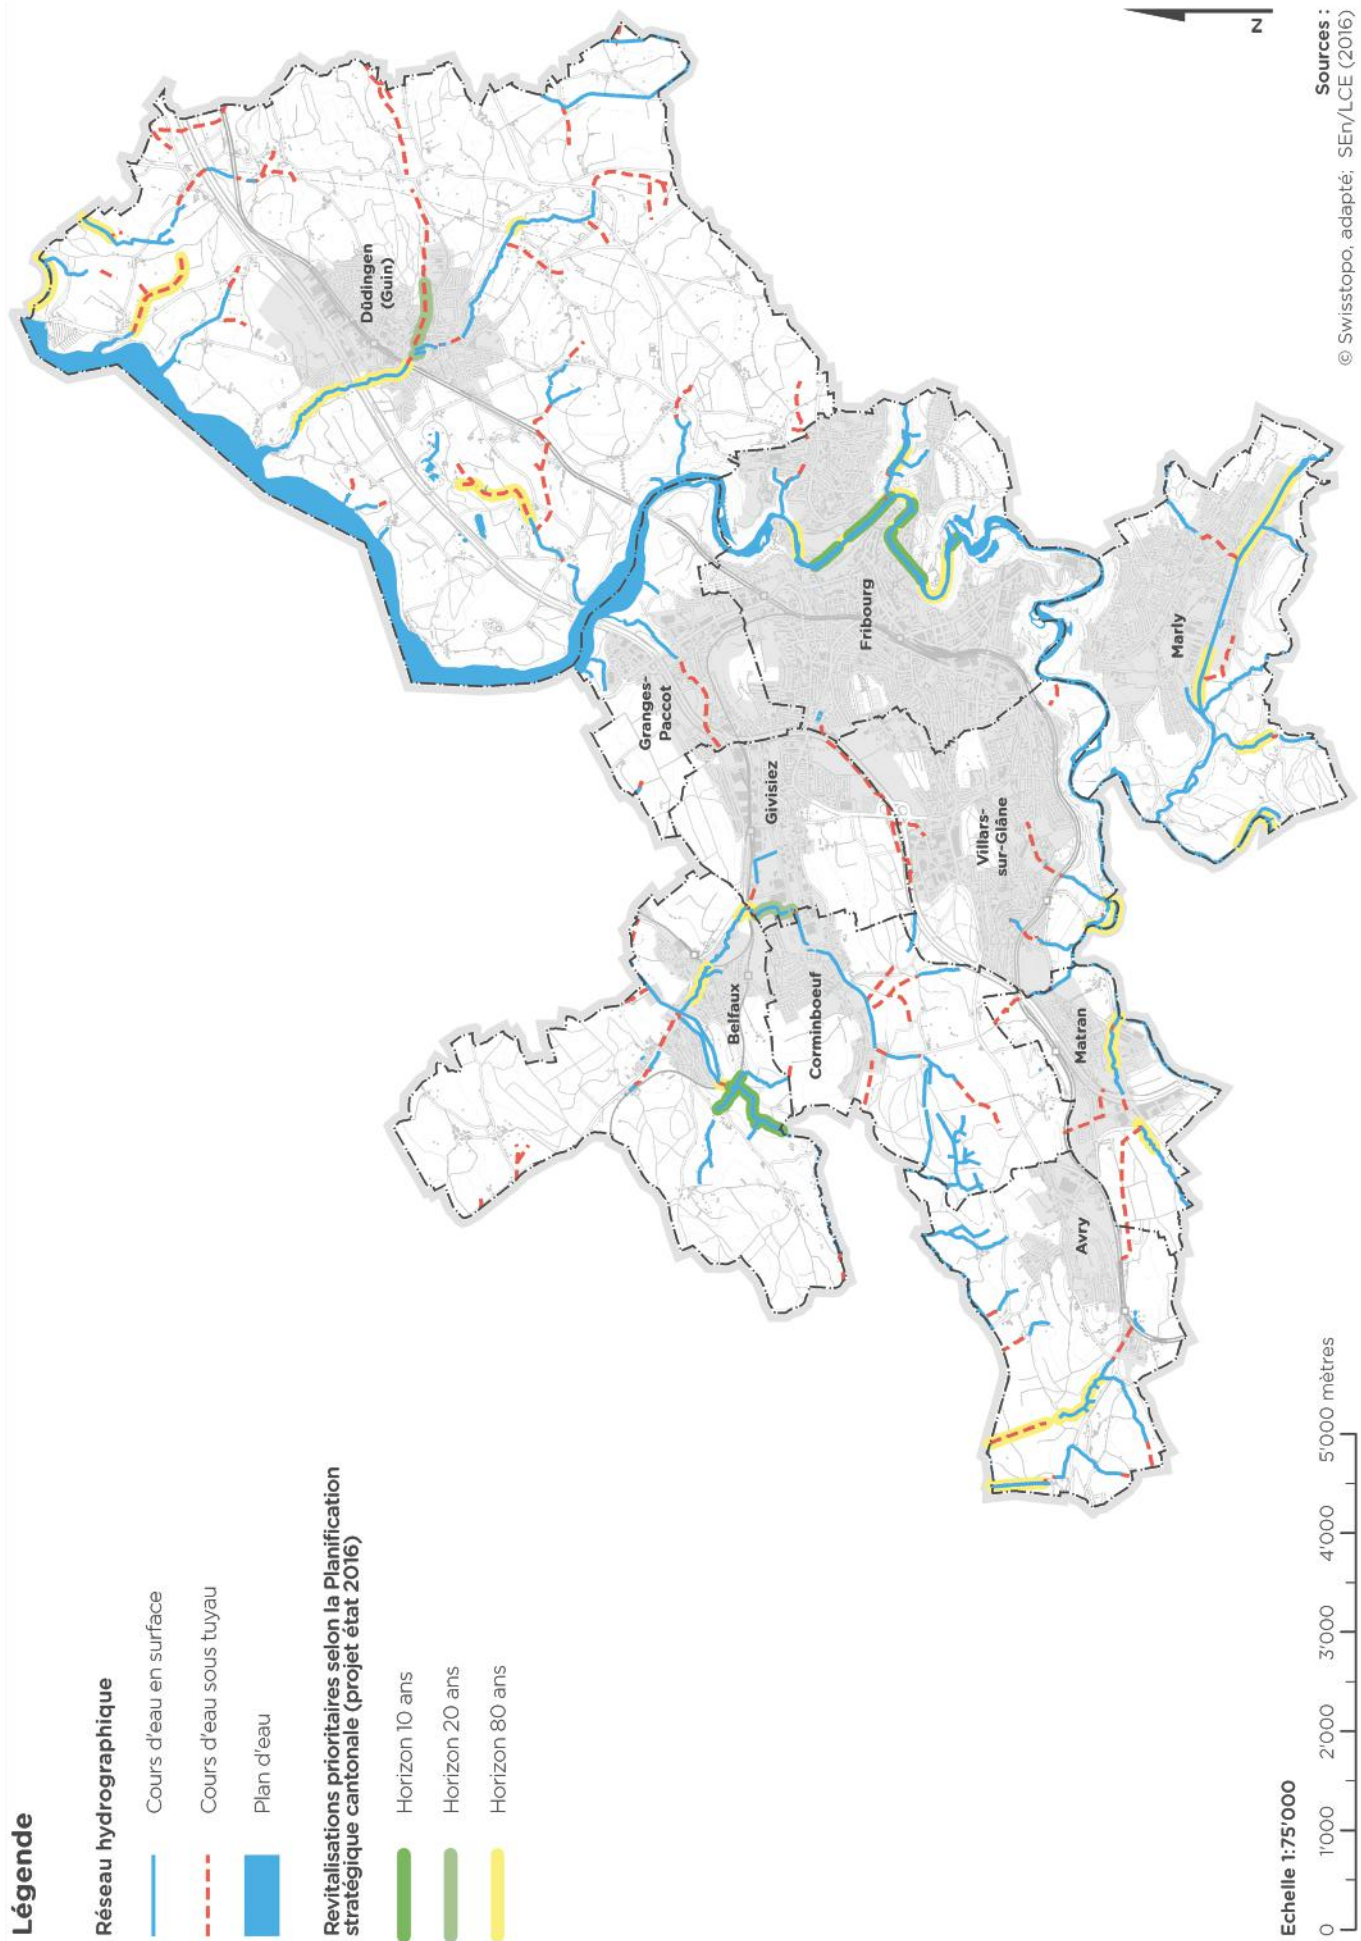 Légende
Réseau hydrographique
Cours d'eau en surface
Cours d'eau sous tuyau
Plan d'eau
Revitalisations prioritaires selon la Planification
stratégique cantonale (projet état 2016)
Horizon 10 ans
Horizon 20 ans
Horizon 80 ans
Düdingen
(Guin)
Granges-
Paccot
Fribourg
Givisiez
Belfaux
Corminboeuf
Villars-
sur-Glâne
Marly
Matran
Avry
Echelle 1:75'000
0 1'000 2'000 3'000 4'000 5'000 mètres
N
Sources :
© Swisstopo, adapté; SEn/LCE (2016)